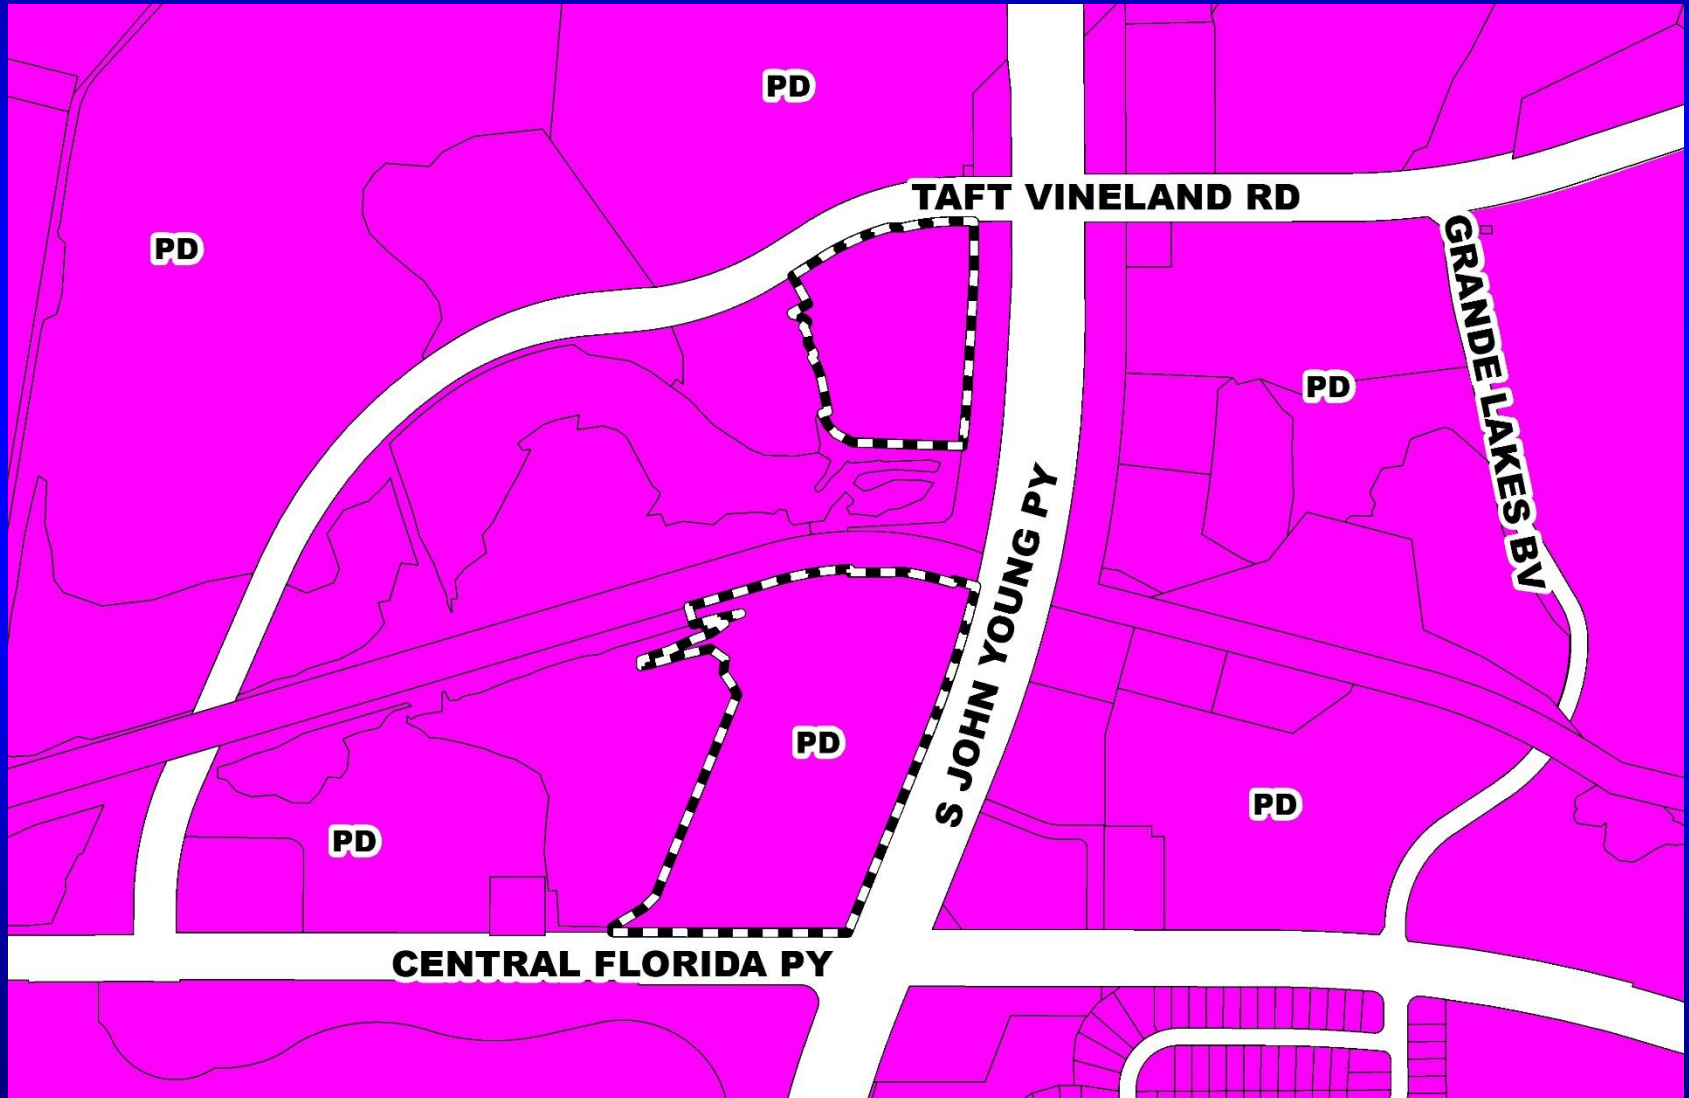 PD
TAFT VINELAND RD
PD
GRANDE LAKES BV
PD
S JOHN YOUNG PY
PD
PD
PD
CENTRAL FLORIDA PY